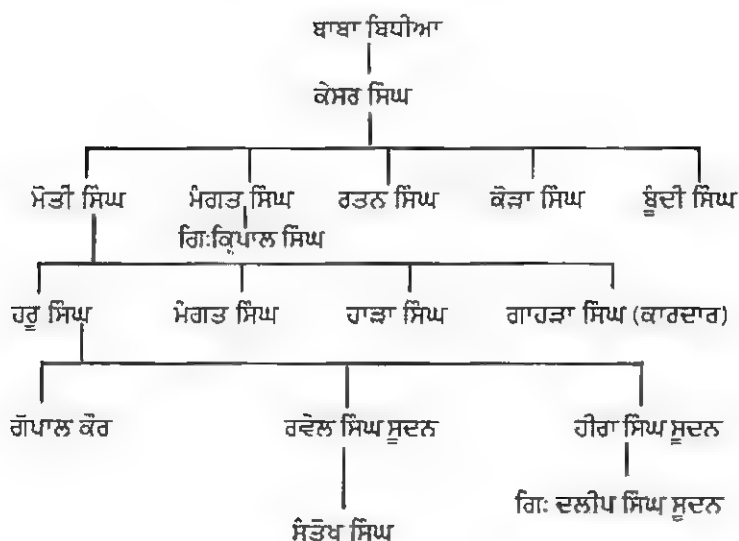 ਬਾਬਾ ਬਿਧੀਆ
ਕੇਸਰ ਸਿੰਘ
ਮੋਤੀ ਸਿੰਘ ਮੰਗਤ ਸਿੰਘ ਰਤਨ ਸਿੰਘ ਕੌੜਾ ਸਿੰਘ ਬੂੰਦੀ ਸਿੰਘ
ਗਿ:ਕ੍ਰਿਪਾਲ ਸਿੰਘ
ਹਰੂ ਸਿੰਘ ਮੰਗਤ ਸਿੰਘ ਹਾੜਾ ਸਿੰਘ ਗਾਹੜਾ ਸਿੰਘ (ਕਾਰਦਾਰ)
ਗੋਪਾਲ ਕੌਰ ਰਵੇਲ ਸਿੰਘ ਸੂਦਨ ਹੀਰਾ ਸਿੰਘ ਸੂਦਨ
ਗਿ: ਦਲੀਪ ਸਿੰਘ ਸੂਦਨ
ਸੰਤੋਖ ਸਿੰਘ